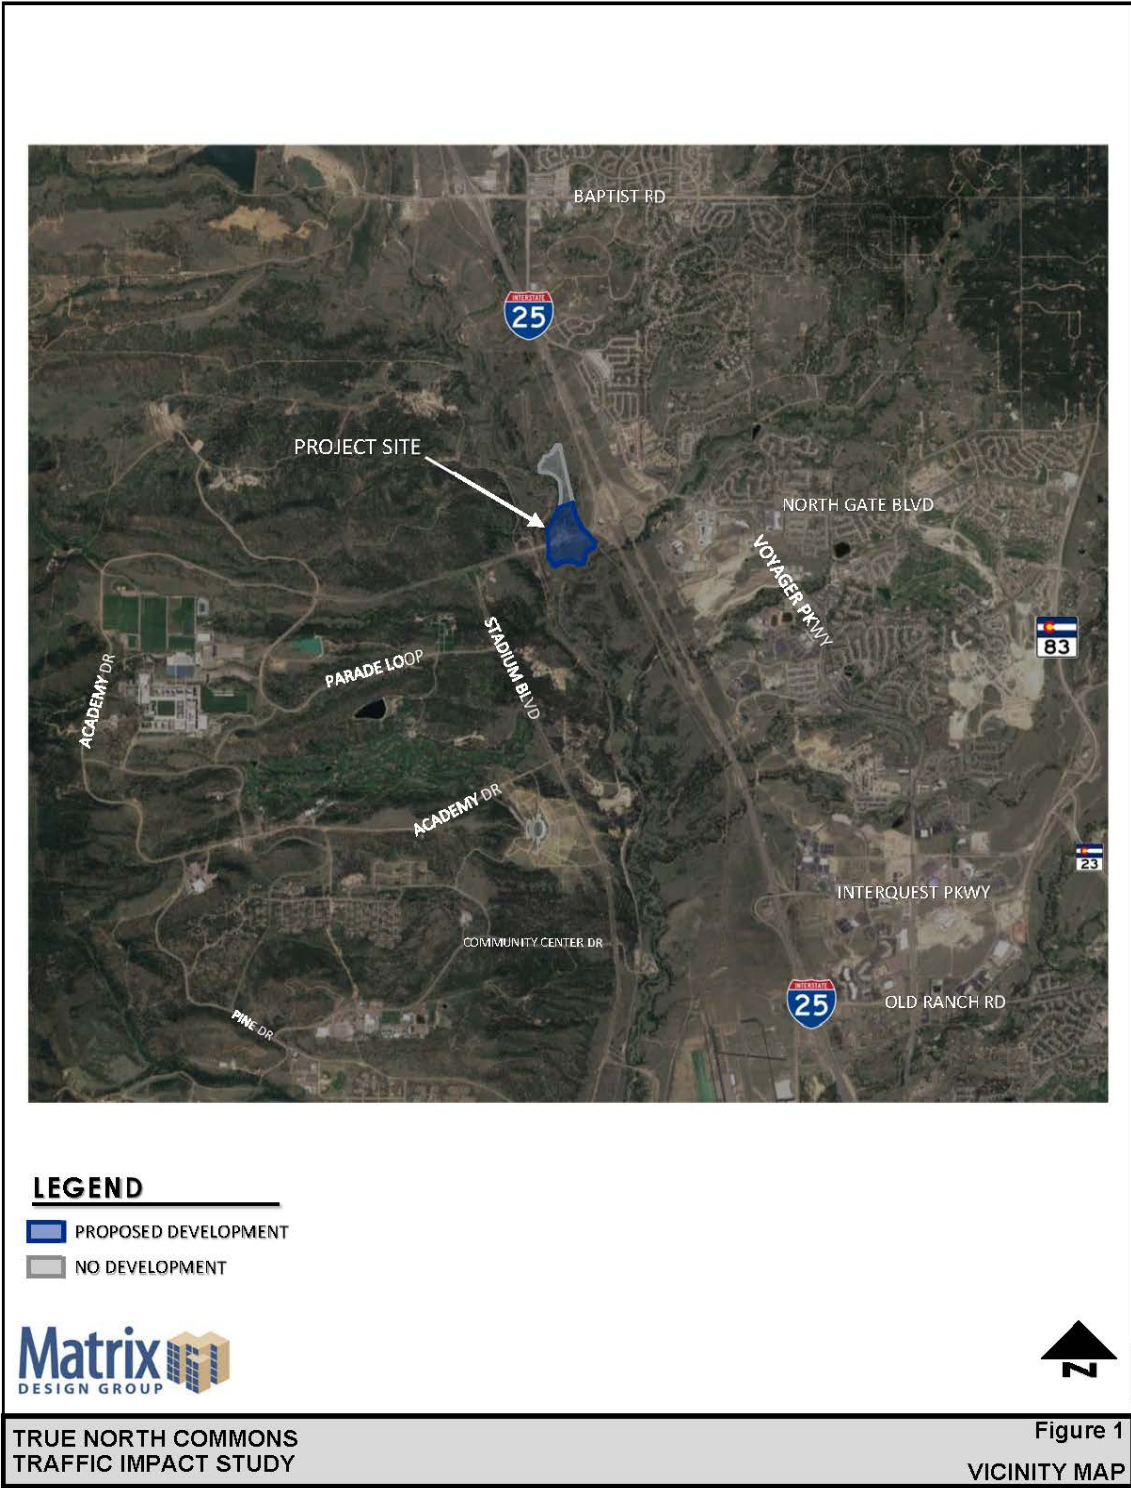 BAPTIST RD
INTERSTATE
25
PROJECT SITE
NORTH GATE BLVD
VOYAGER PKWY
83
STADIUM BLVD
PARADE LOOP
ACADEMY DR
ACADEMY DR
23
INTERQUEST PKWY
COMMUNITY CENTER DR
INTERSTATE
25
OLD RANCH RD
PINE DR
LEGEND
PROPOSED DEVELOPMENT
NO DEVELOPMENT
Matrix
DESIGN GROUP
N
TRUE NORTH COMMONS
TRAFFIC IMPACT STUDY
Figure 1
VICINITY MAP